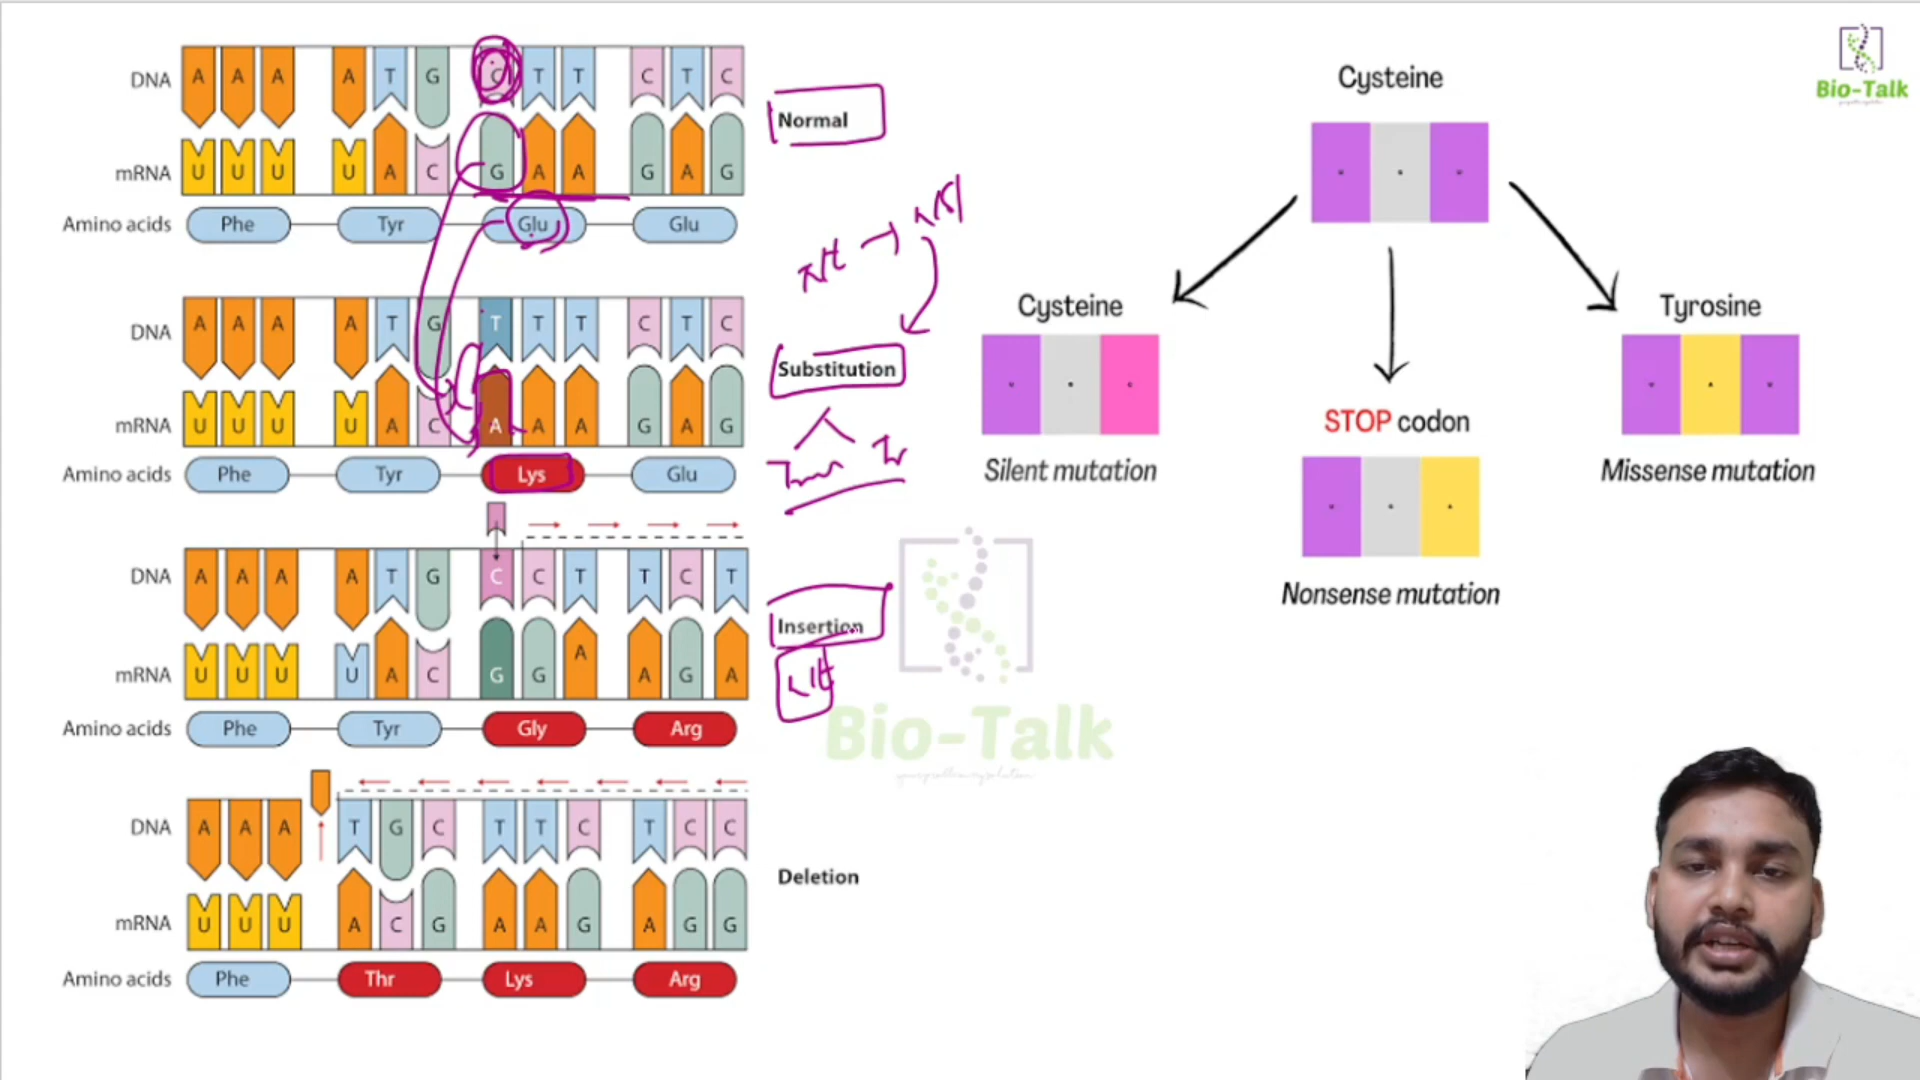 DNA A A A A T G C T T C T C
mRNA U U U U A C G A A G A G
Amino acids Phe Tyr Glu Glu
Normal
DNA A A A A T G T T T C T C
mRNA U U U U A C A A A G A G
Amino acids Phe Tyr Lys Glu
Substitution
DNA A A A A T G C C T T C T
mRNA U U U U A C G G A A G A
Amino acids Phe Tyr Gly Arg
Insertion
DNA A A A T G C T T C T C C
mRNA U U U A C G A A G A G G
Amino acids Phe Thr Lys Arg
Deletion
Cysteine
Cysteine
Silent mutation
STOP codon
Nonsense mutation
Tyrosine
Missense mutation
Bio-Talk
Bio-Talk